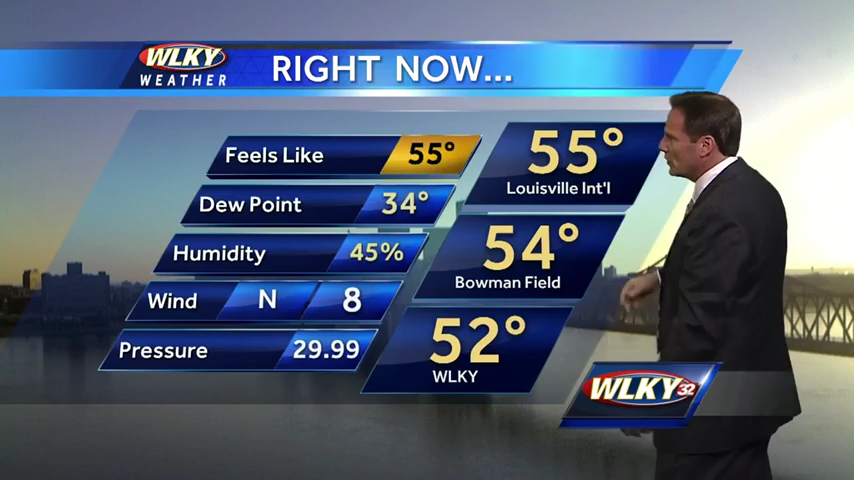 WLKY
WEATHER
RIGHT NOW...
Feels Like 55°
Dew Point 34°
Humidity 45%
Wind N 8
Pressure 29.99
55°
Louisville Int'l
54°
Bowman Field
52°
WLKY
WLKY 32